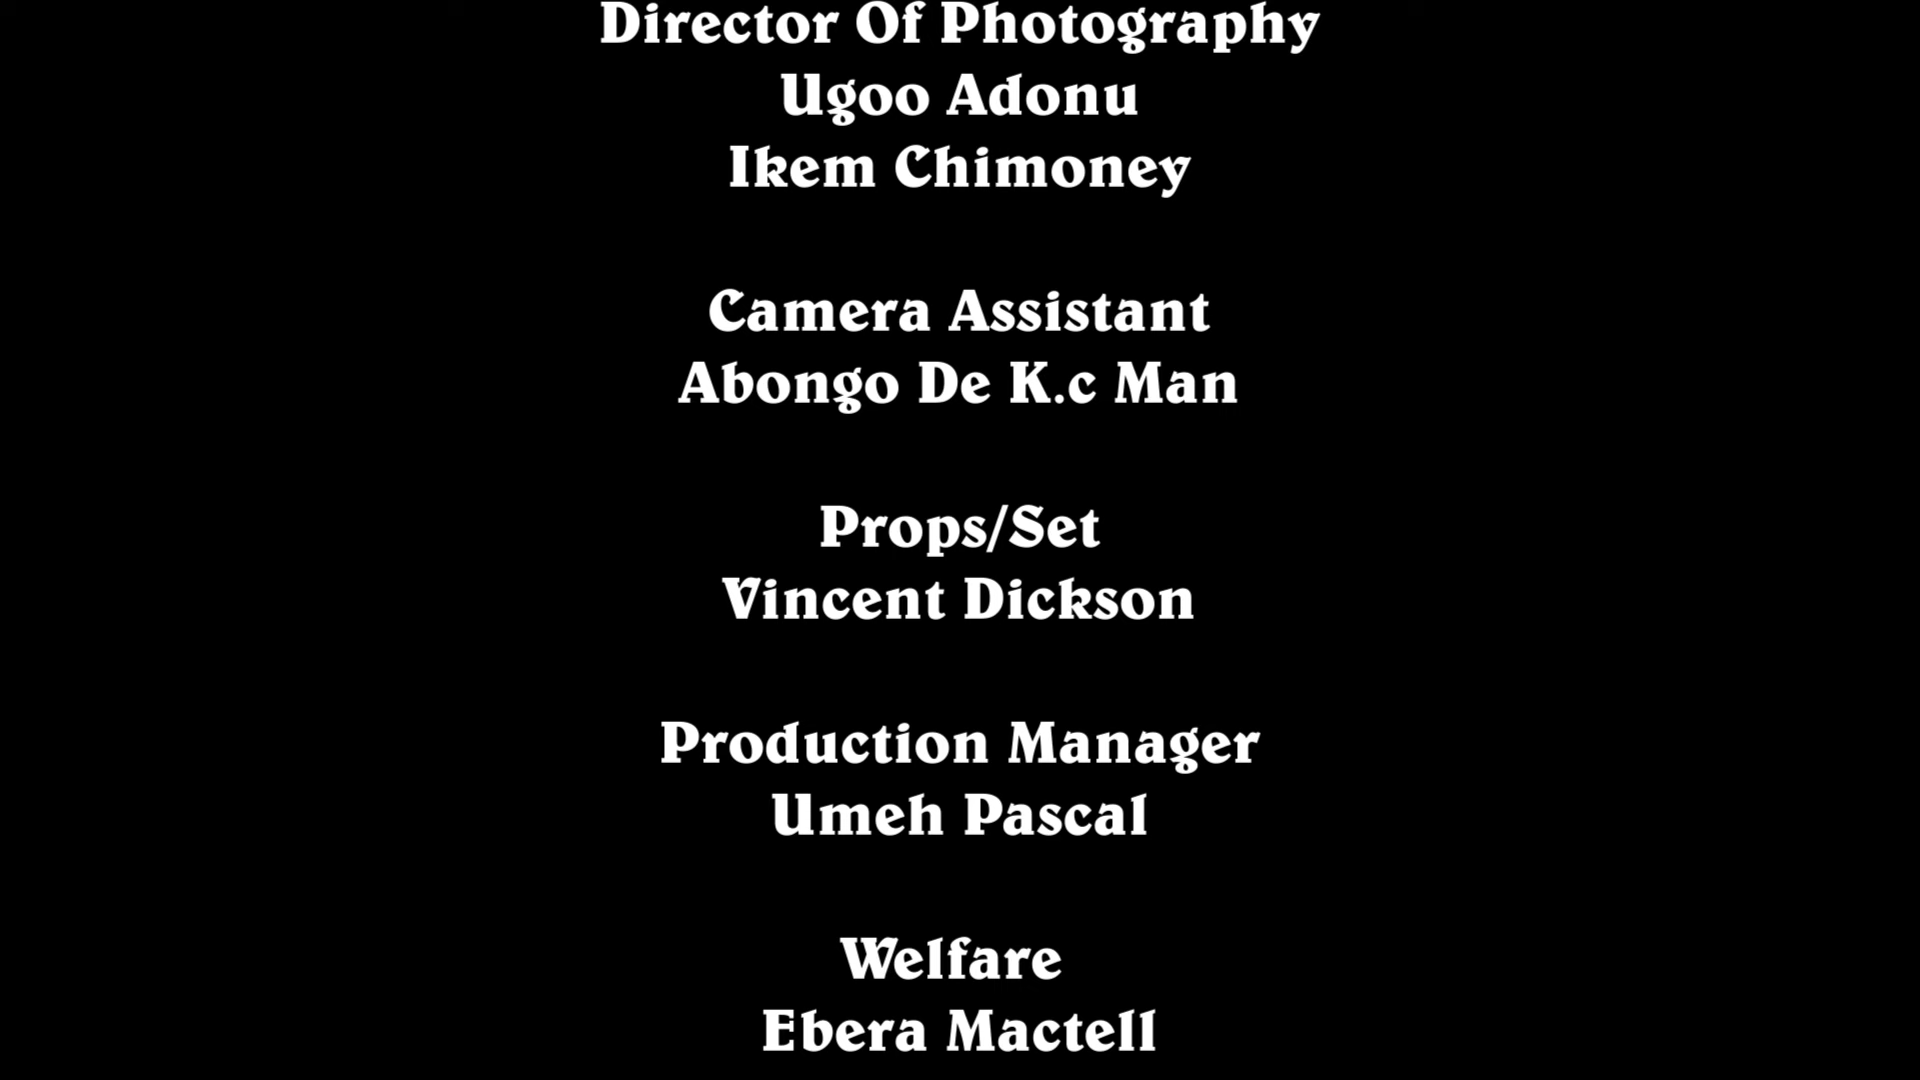 Director Of Photography
Ugoo Adonu
Ikem Chimoney
Camera Assistant
Abongo De K.c Man
Props/Set
Vincent Dickson
Production Manager
Umeh Pascal
Welfare
Ebera Mactell